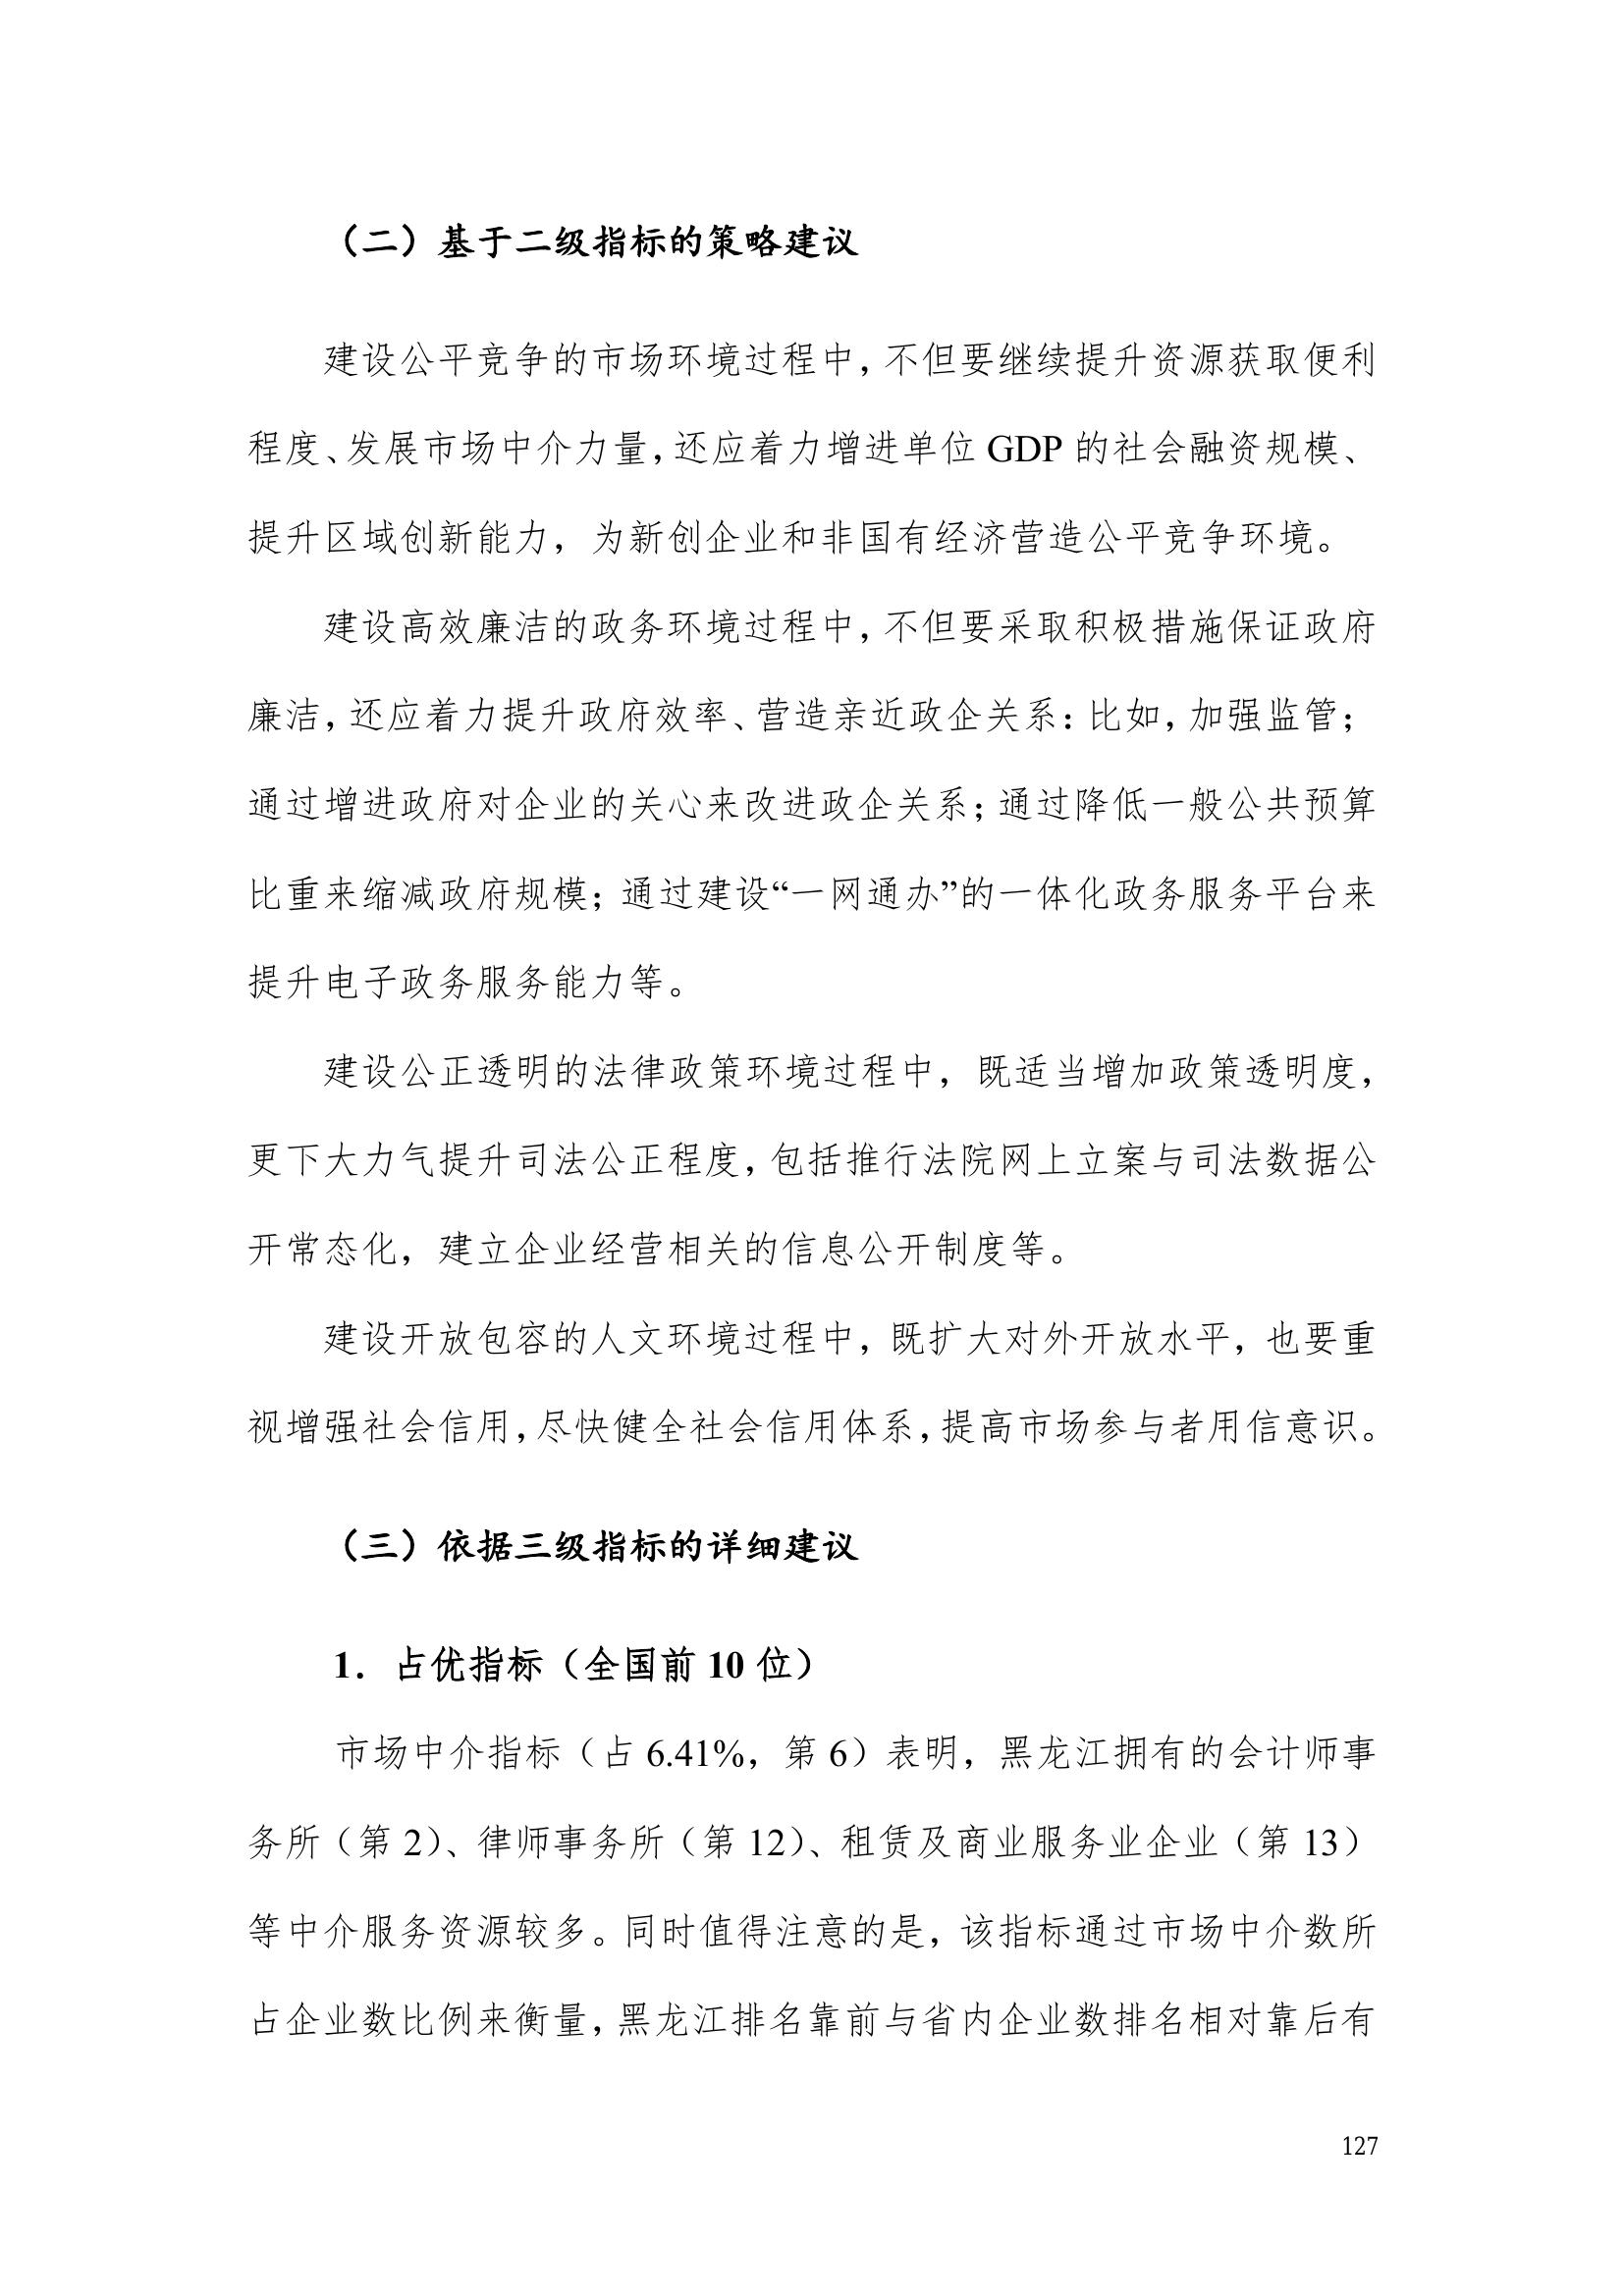 （二）基于二级指标的策略建议
建设公平竞争的市场环境过程中，不但要继续提升资源获取便利
程度、发展市场中介力量，还应着力增进单位 GDP 的社会融资规模、
提升区域创新能力，为新创企业和非国有经济营造公平竞争环境。
建设高效廉洁的政务环境过程中，不但要采取积极措施保证政府
廉洁，还应着力提升政府效率、营造亲近政企关系：比如，加强监管；
通过增进政府对企业的关心来改进政企关系；通过降低一般公共预算
比重来缩减政府规模；通过建设“一网通办”的一体化政务服务平台来
提升电子政务服务能力等。
建设公正透明的法律政策环境过程中，既适当增加政策透明度，
更下大力气提升司法公正程度，包括推行法院网上立案与司法数据公
开常态化，建立企业经营相关的信息公开制度等。
建设开放包容的人文环境过程中，既扩大对外开放水平，也要重
视增强社会信用，尽快健全社会信用体系，提高市场参与者用信意识。
（三）依据三级指标的详细建议
1．占优指标（全国前 10 位）
市场中介指标（占 6.41%，第 6）表明，黑龙江拥有的会计师事
务所（第 2）、律师事务所（第 12）、租赁及商业服务业企业（第 13）
等中介服务资源较多。同时值得注意的是，该指标通过市场中介数所
占企业数比例来衡量，黑龙江排名靠前与省内企业数排名相对靠后有
127